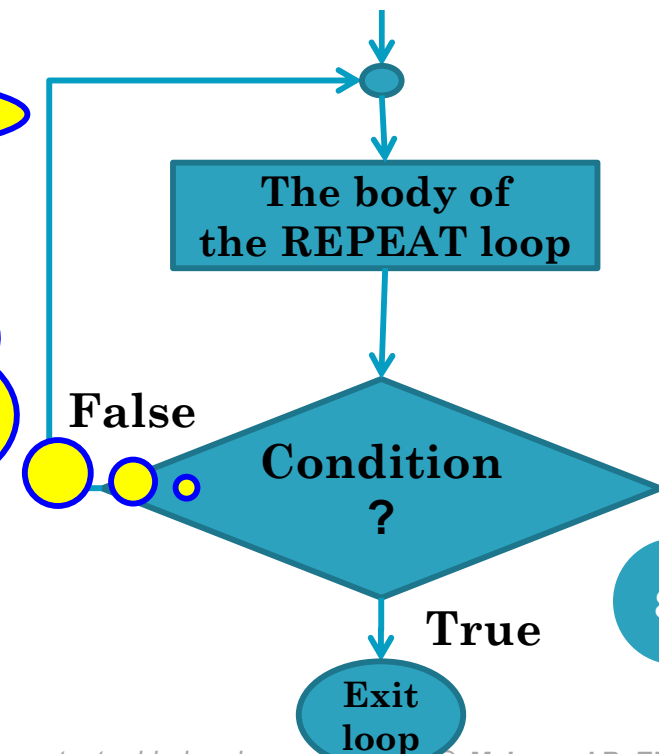 The body of
the REPEAT loop
False
Condition
?
True
Exit
loop